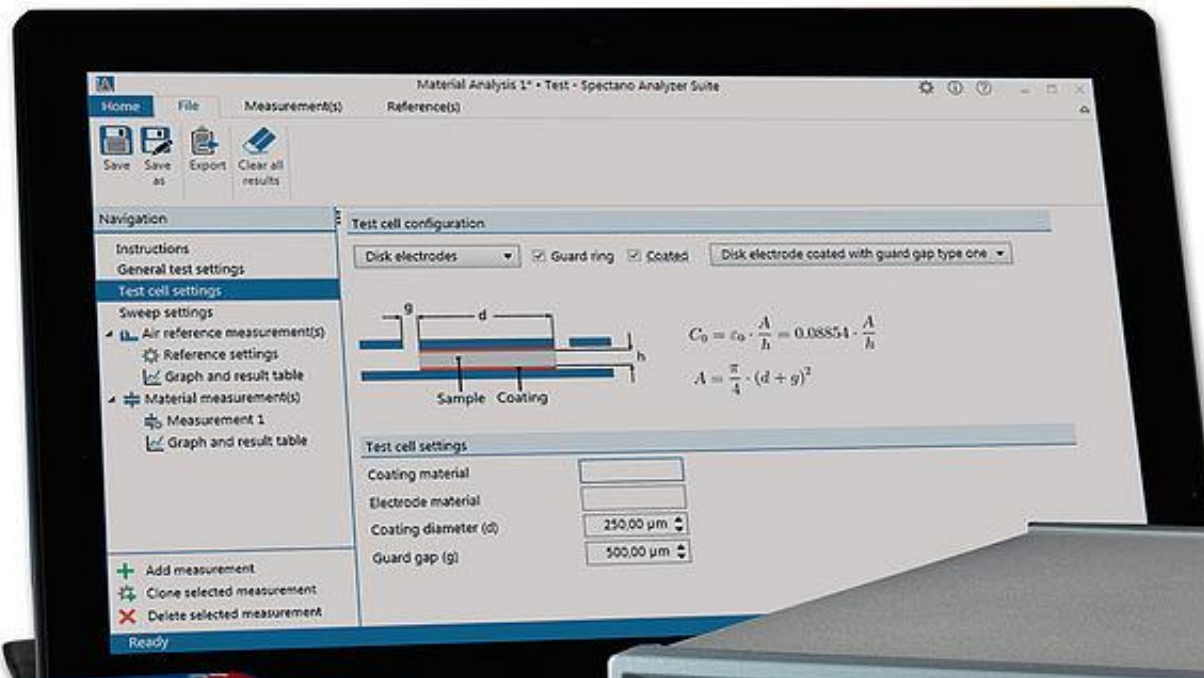 Material Analysis 1* • Test - Spectano Analyzer Suite
Home File Measurement(s) Reference(s)
Save Save as Export Clear all results
Navigation
Instructions
General test settings
Test cell settings
Sweep settings
Air reference measurement(s)
Reference settings
Graph and result table
Material measurement(s)
Measurement 1
Graph and result table
Add measurement
Clone selected measurement
Delete selected measurement
Ready
Test cell configuration
Disk electrodes Guard ring Coated Disk electrode coated with guard gap type one
g d h
Sample Coating
C₀ = ε₀ · A/h = 0.08854 · A/h
A = π/4 · (d + g)²
Test cell settings
Coating material
Electrode material
Coating diameter (d) 250,00 µm
Guard gap (g) 500,00 µm